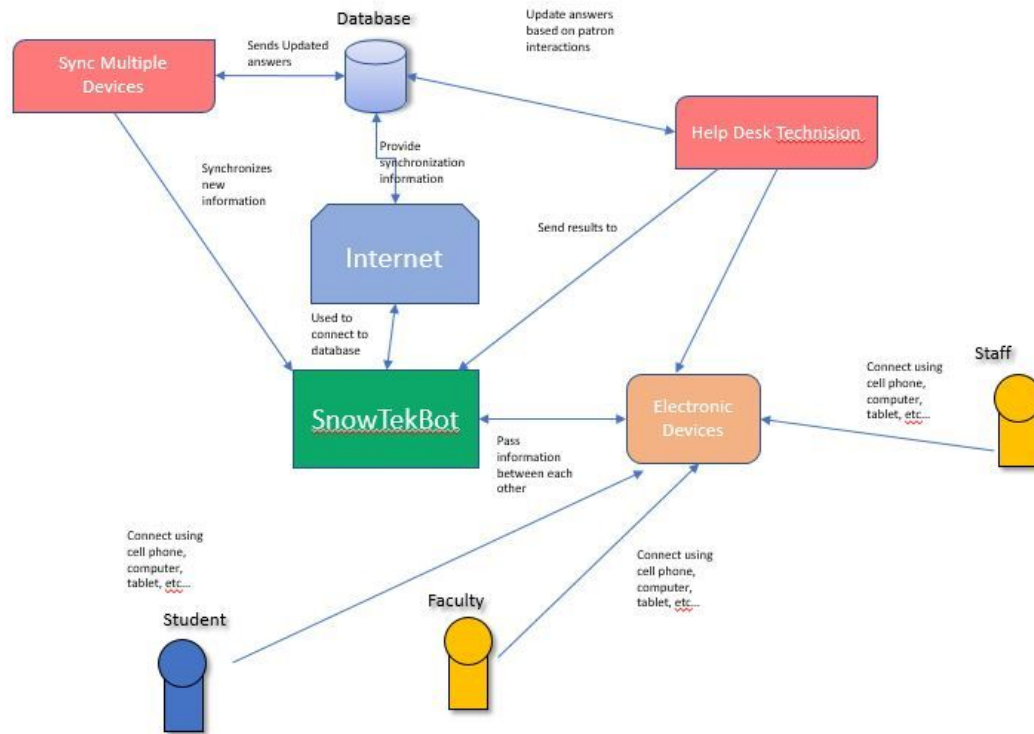 Database
Update answers
based on patron
interactions
Sends Updated
answers
Sync Multiple
Devices
Help Desk Technision
Provide
synchronization
information
Synchronizes
new
information
Internet
Send results to
Used to
connect to
database
Staff
Connect using
cell phone,
computer,
tablet, etc...
SnowTekBot
Electronic
Devices
Pass
information
between each
other
Connect using
cell phone,
computer,
tablet, etc...
Connect using
cell phone,
computer,
tablet, etc...
Student
Faculty